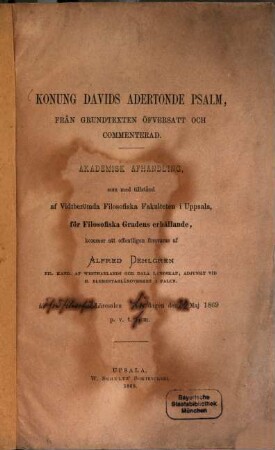 KONUNG DAVIDS ADERTONDE PSALM,
FRÅN GRUNDTEXTEN ÖFVERSATT OCH
COMMENTERAD.
AKADEMISK AFHANDLING,
som med tillstånd
af Vidtberömda Filosofiska Fakulteten i Upsala,
för Filosofiska Gradens erhållande,
kommer att offentligen försvaras af
ALFRED DEHLGREN
FIL. KAND. AF WESTMANLANDS OCH DALA LANDSKAP, ADJUNKT VID
H. ELEMENTARLÄROVERKET I FALUN.
Maj 1869
p. v. t. f. m.
UPSALA,
1869.
Bayerische
Staatsbibliothek
München